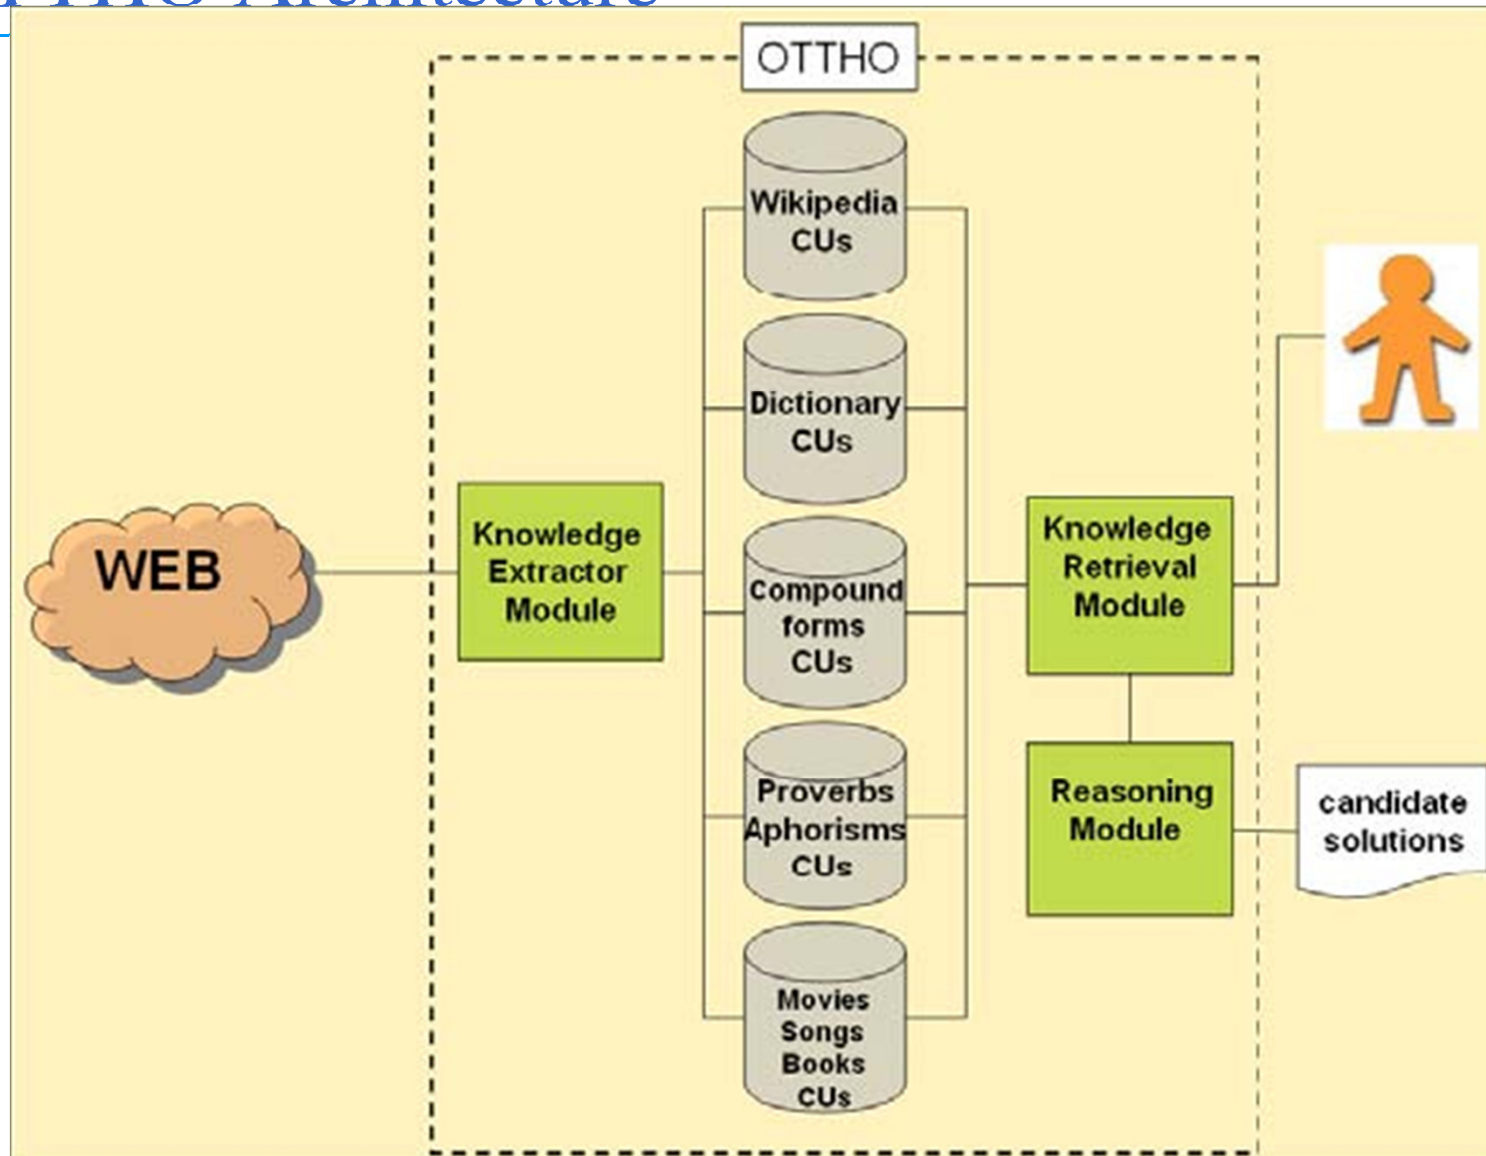 Architecture
OTTHO
Wikipedia
CUs
Dictionary
CUs
WEB
Knowledge
Extractor
Module
Compound
forms
CUs
Knowledge
Retrieval
Module
Proverbs
Aphorisms
CUs
Reasoning
Module
candidate
solutions
Movies
Songs
Books
CUs